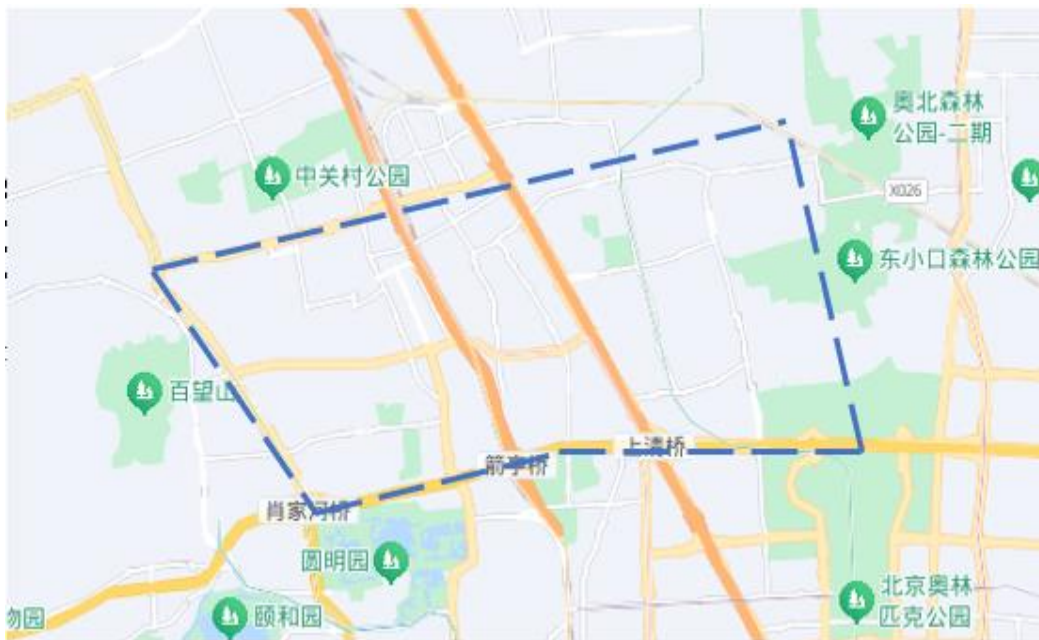 奥北森林
公园-二期
中关村公园
X026
东小口森林公园
百望山
上清桥
箭亭桥
肖家河桥
圆明园
北京奥林
匹克公园
物园
颐和园